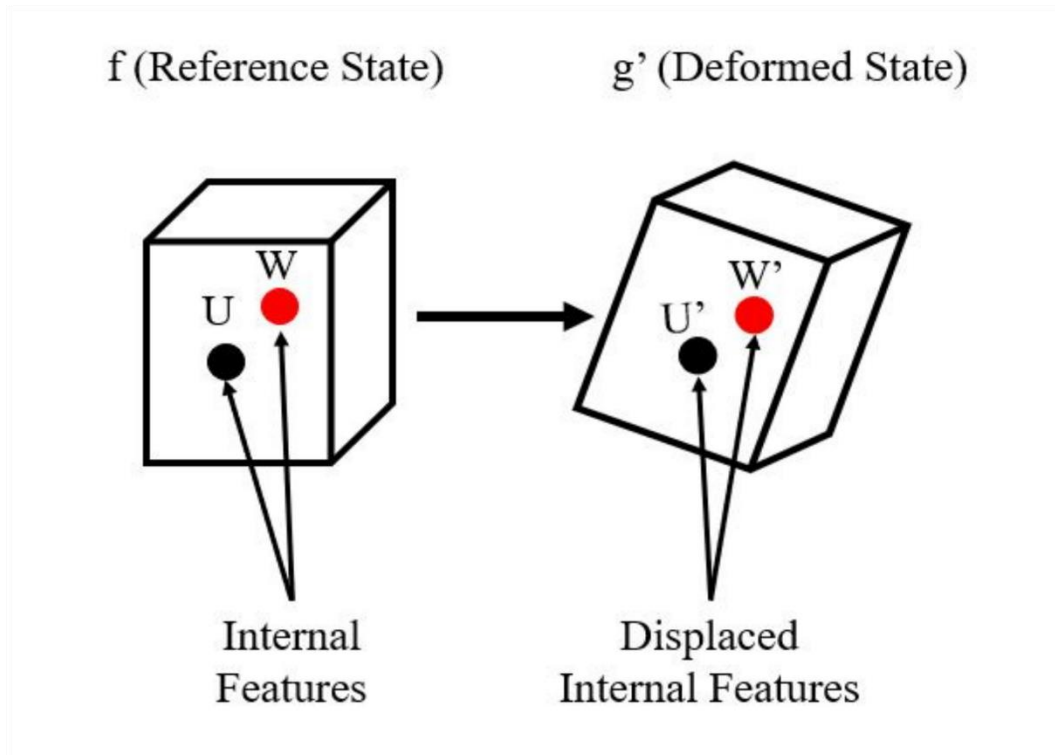 f (Reference State)
g’ (Deformed State)
W
U
W’
U’
Internal
Features
Displaced
Internal Features